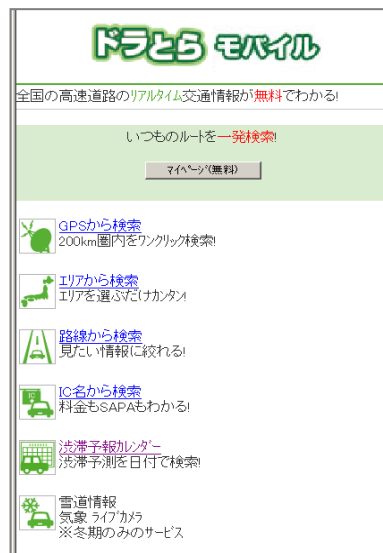 ドラとら モバイル
全国の高速道路のﾘｱﾙﾀｲﾑ交通情報が無料でわかる!
いつものルートを一発検索!
ﾏｲﾍﾟｰｼﾞ(無料)
GPSから検索
200km圏内をﾜﾝｸﾘｯｸ検索!
ｴﾘｱから検索
ｴﾘｱを選ぶだけｶﾝﾀﾝ!
路線から検索
見たい情報に絞れる!
IC
IC名から検索
料金もSAPAもわかる!
渋滞予報ｶﾚﾝﾀﾞｰ
渋滞予測を日付で検索!
雪道情報
気象 ﾗｲﾌﾞｶﾒﾗ
※冬期のみのｻｰﾋﾞｽ